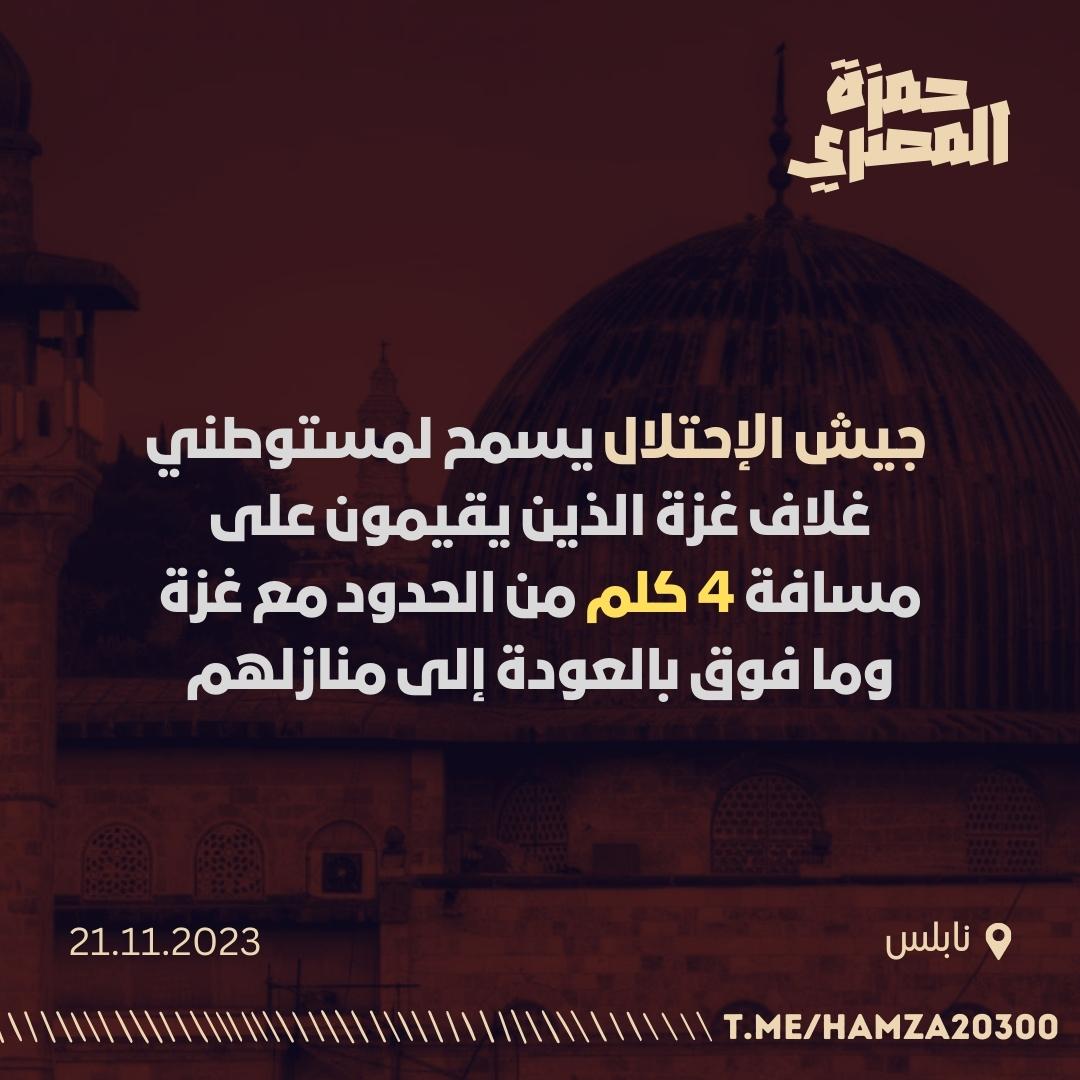 حمزة
المصري
جيش الإحتلال يسمح لمستوطني
غلاف غزة الذين يقيمون على
مسافة 4 كلم من الحدود مع غزة
وما فوق بالعودة إلى منازلهم
نابلس
21.11.2023
T.ME/HAMZA20300